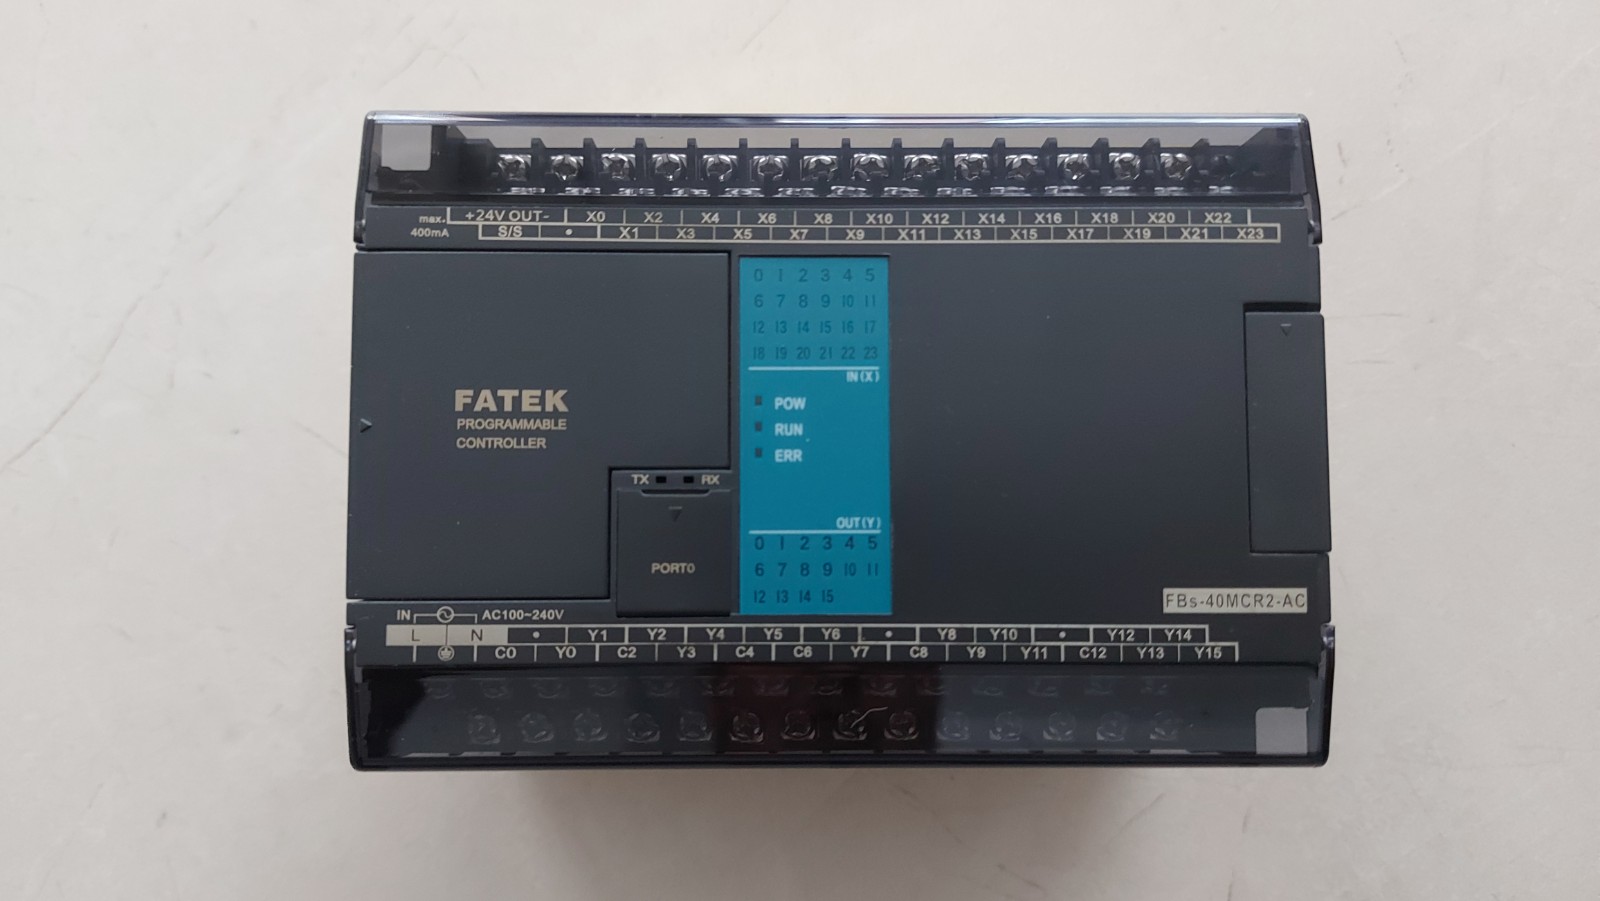 max. +24V OUT- X0 X2 X4 X6 X8 X10 X12 X14 X16 X18 X20 X22
400mA S/S • X1 X3 X5 X7 X9 X11 X13 X15 X17 X19 X21 X23
0 1 2 3 4 5
6 7 8 9 10 11
12 13 14 15 16 17
18 19 20 21 22 23
IN(X)
FATEK
PROGRAMMABLE
CONTROLLER
POW
RUN
ERR
TX RX
PORT0
OUT(Y)
0 1 2 3 4 5
6 7 8 9 10 11
12 13 14 15
FBs-40MCR2-AC
IN AC100~240V
L N • Y1 Y2 Y4 Y5 Y6 • Y8 Y10 • Y12 Y14
C0 Y0 C2 Y3 C4 C6 Y7 C8 Y9 Y11 C12 Y13 Y15